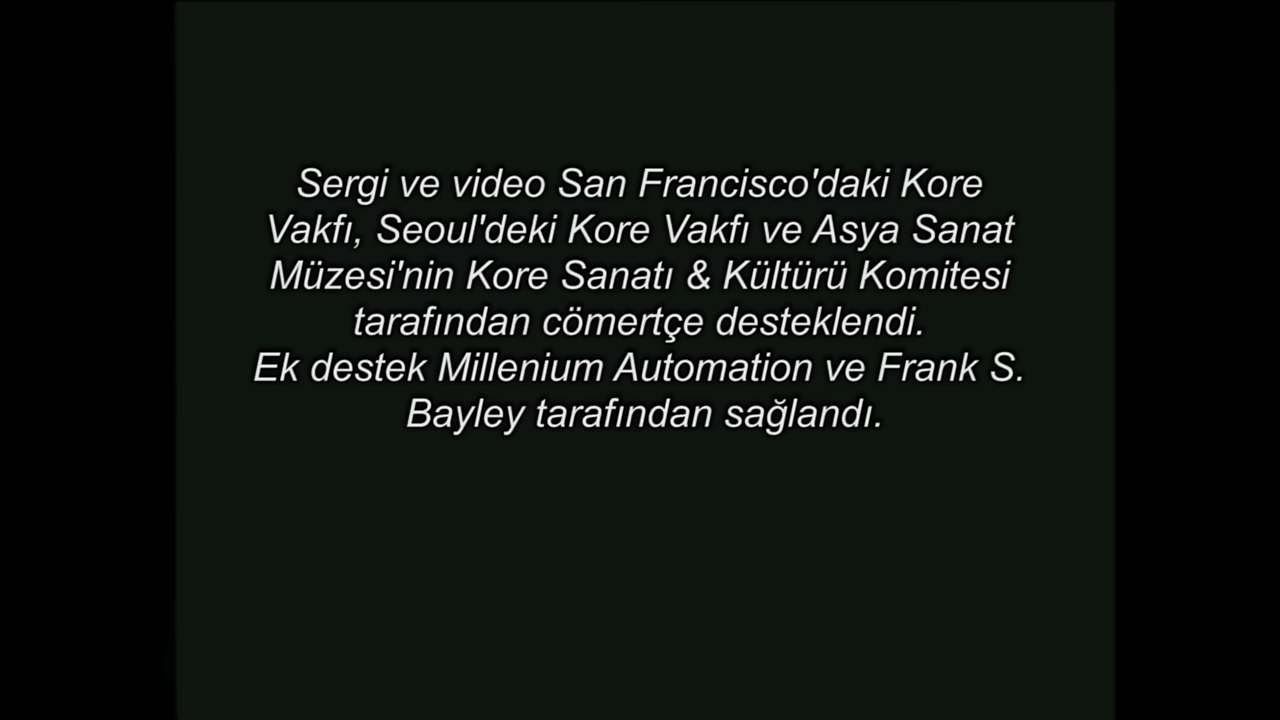 Sergi ve video San Francisco'daki Kore
Vakfı, Seoul'deki Kore Vakfı ve Asya Sanat
Müzesi'nin Kore Sanatı & Kültürü Komitesi
tarafından cömertçe desteklendi.
Ek destek Millenium Automation ve Frank S.
Bayley tarafından sağlandı.